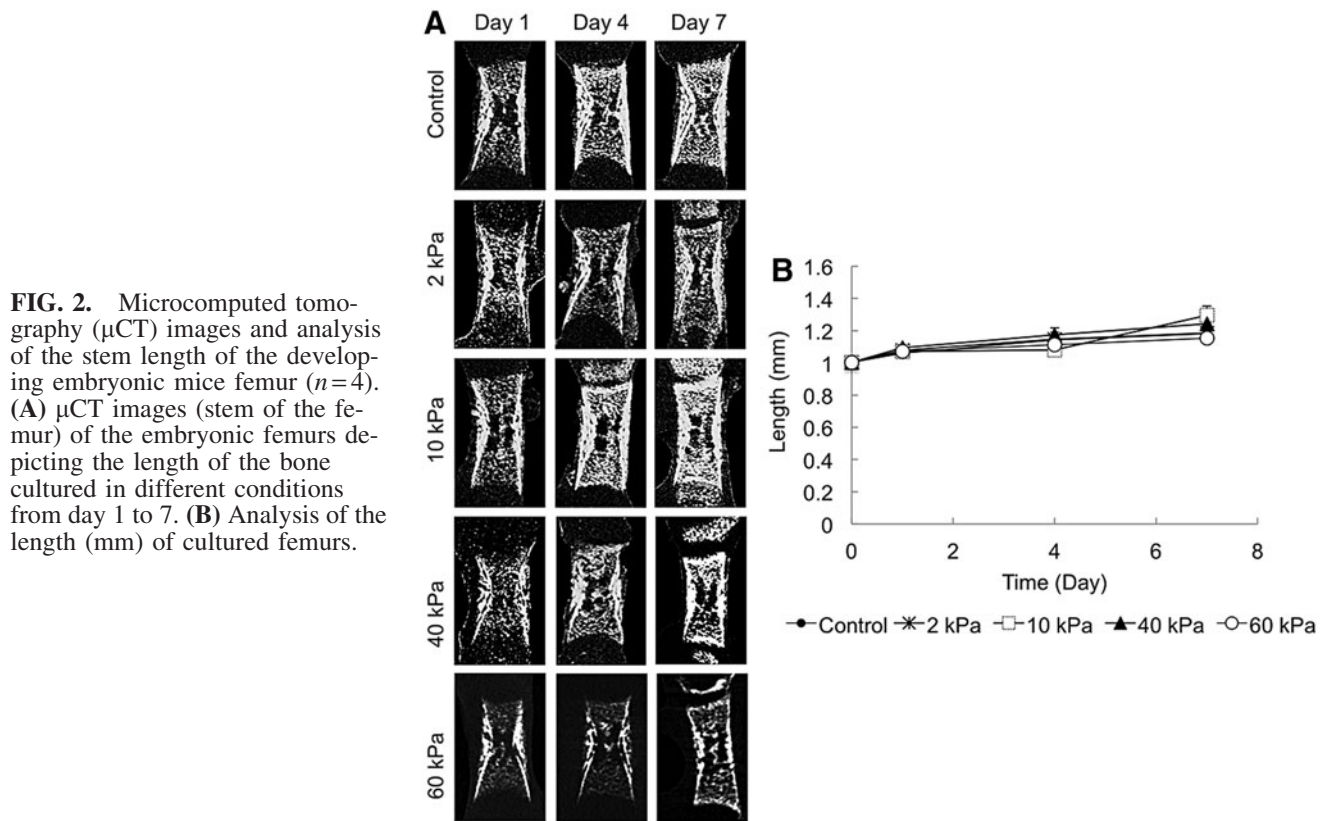 FIG. 2. Microcomputed tomo-
graphy (μCT) images and analysis
of the stem length of the develop-
ing embryonic mice femur (n=4).
(A) μCT images (stem of the fe-
mur) of the embryonic femurs de-
picting the length of the bone
cultured in different conditions
from day 1 to 7. (B) Analysis of the
length (mm) of cultured femurs.
A
Day 1 Day 4 Day 7
Control
2 kPa
10 kPa
40 kPa
60 kPa
B
Length (mm)
1.6
1.4
1.2
1
0.8
0.6
0.4
0.2
0
0 2 4 6 8
Time (Day)
Control 2 kPa 10 kPa 40 kPa 60 kPa